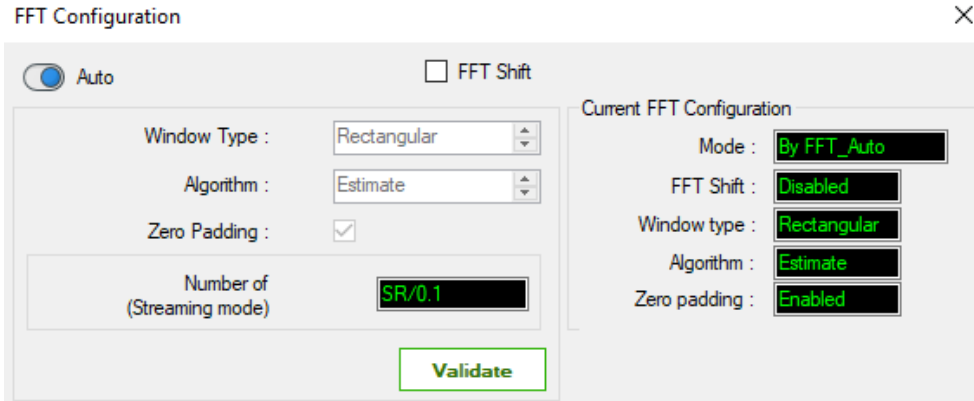 FFT Configuration
Auto
FFT Shift
Window Type :
Rectangular
Algorithm :
Estimate
Zero Padding :
Number of
(Streaming mode)
SR/0.1
Validate
Current FFT Configuration
Mode :
By FFT_Auto
FFT Shift :
Disabled
Window type :
Rectangular
Algorithm :
Estimate
Zero padding :
Enabled